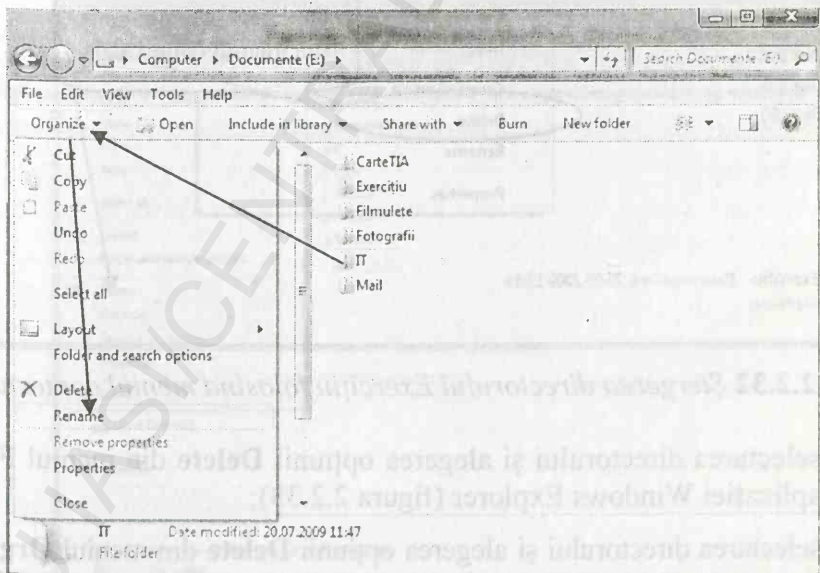 Computer ▸ Documente (E:) ▸ Search Documente (E:)
File Edit View Tools Help
Organize Open Include in library Share with Burn New folder
Cut
Copy
Paste
Undo
Redo
Select all
Layout
Folder and search options
Delete
Rename
Remove properties
Properties
Close
CarteTIA
Exercițiu
Filmulete
Fotografii
IT
Mail
IT Date modified: 20.07.2009 11:47
File folder
2.2.32 Ștergerea directorului Exercițiu folosind meniul
selectarea directorului și alegerea opțiunii Delete din meniul
aplicației Windows Explorer (figura 2.2.33);
selectarea directorului și alegerea opțiunii Delete din meniul